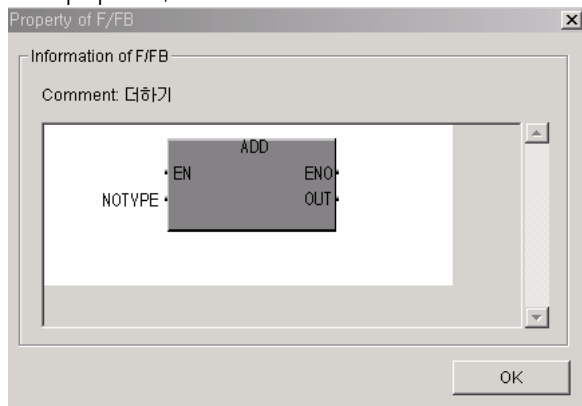 Property of F/FB
Information of F/FB
Comment: 더하기
ADD
EN ENO
NOTYPE OUT
OK